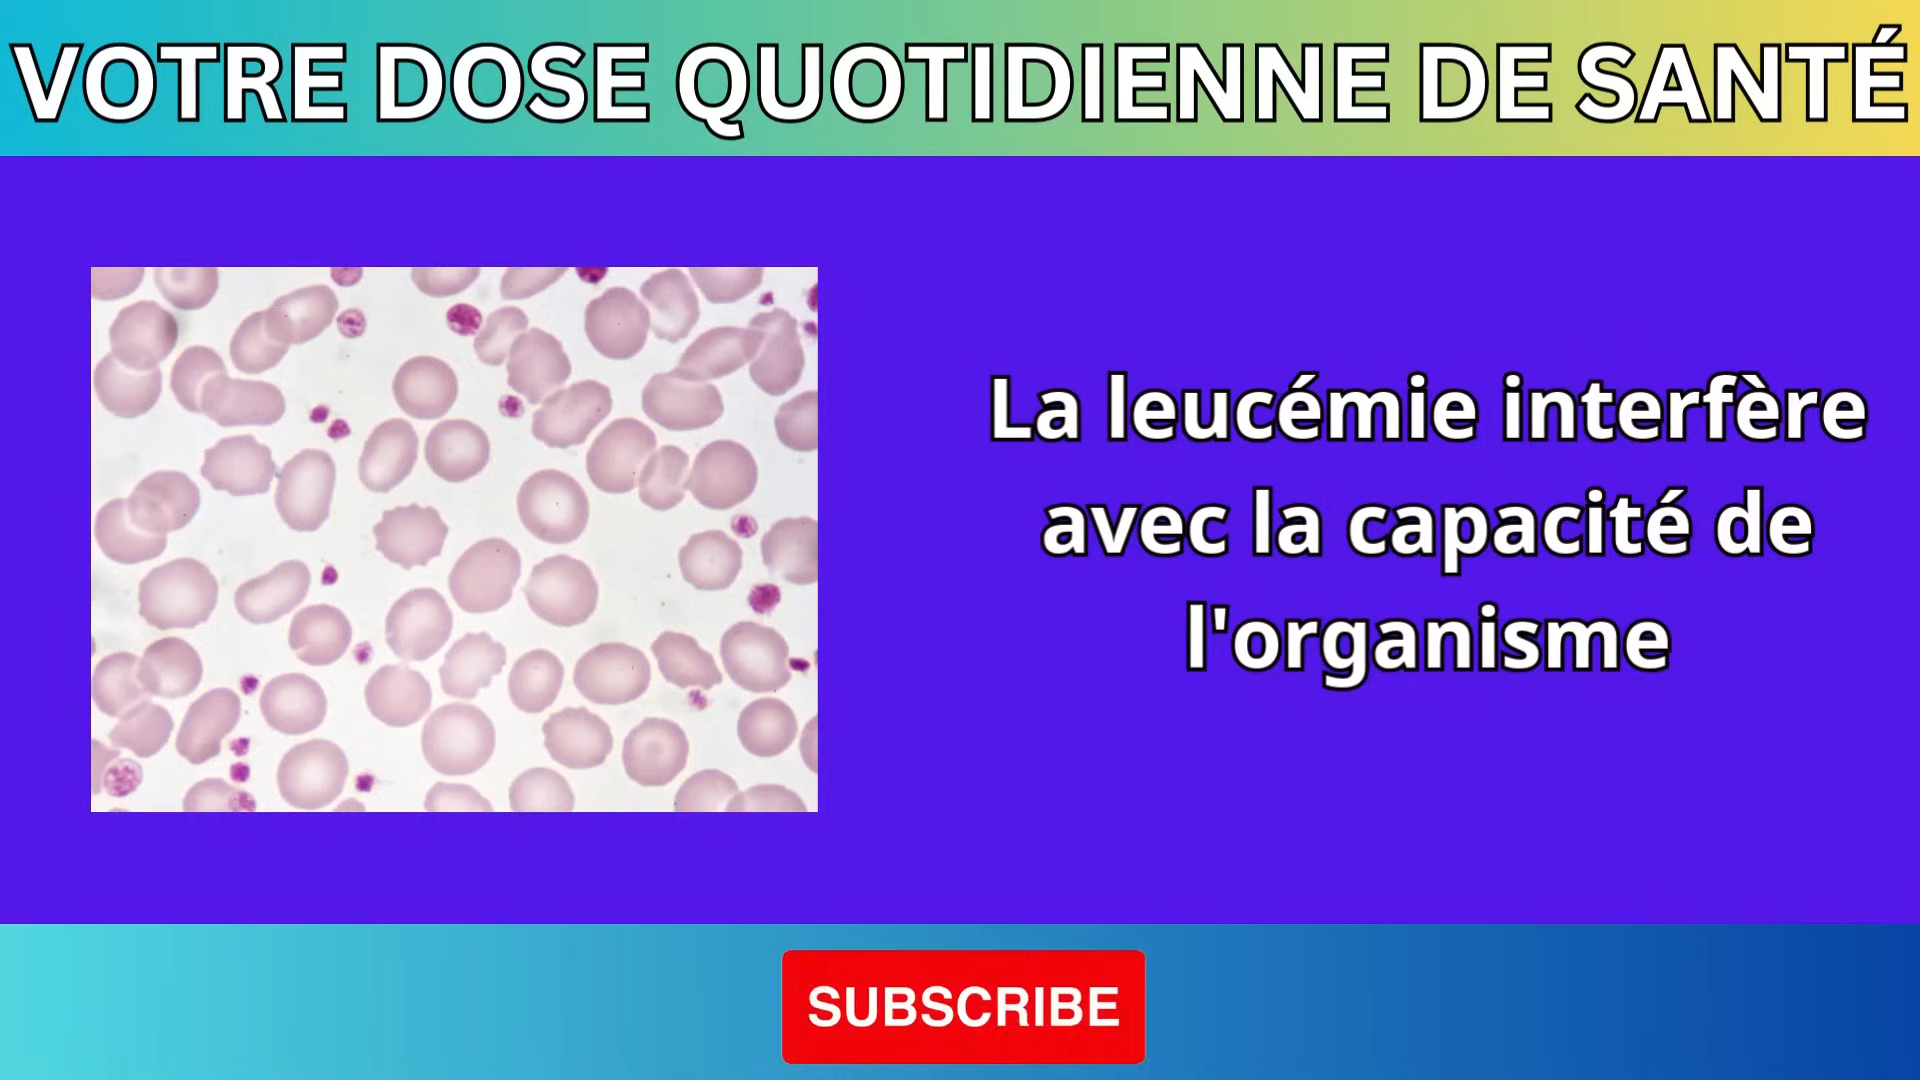 VOTRE DOSE QUOTIDIENNE DE SANTÉ
La leucémie interfère
avec la capacité de
l'organisme
SUBSCRIBE